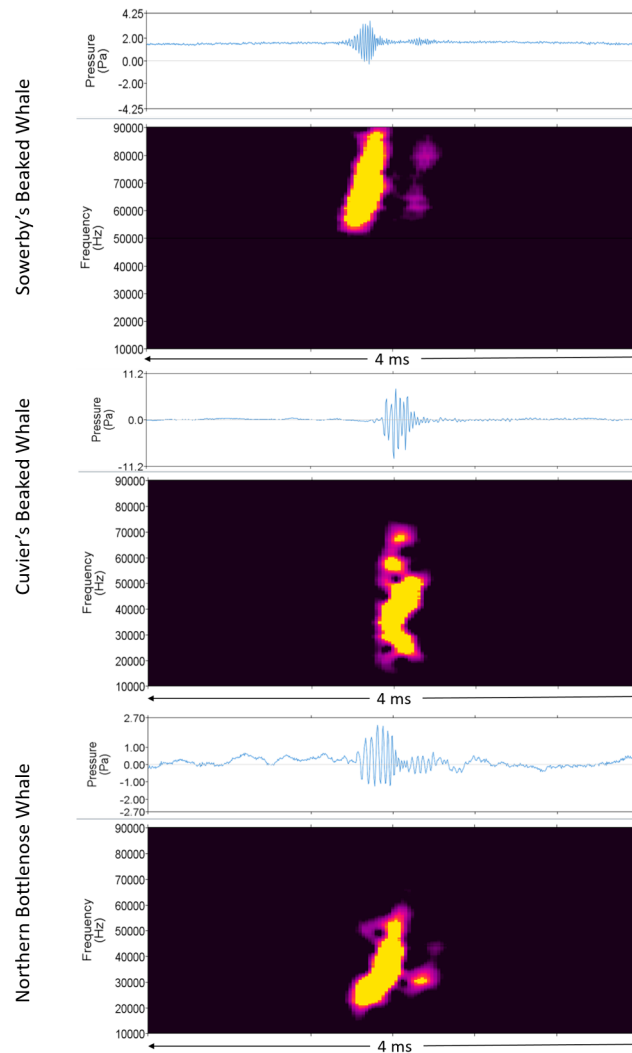 Sowerby's Beaked Whale
Pressure
(Pa)
4.25
2.00
0.00
-2.00
-4.25
Frequency
(Hz)
90000
80000
70000
60000
50000
40000
30000
20000
10000
4 ms
Cuvier's Beaked Whale
Pressure
(Pa)
11.2
0.0
-11.2
Frequency
(Hz)
90000
80000
70000
60000
50000
40000
30000
20000
10000
4 ms
Northern Bottlenose Whale
Pressure
(Pa)
2.70
1.00
0.00
-1.00
-2.00
-2.70
Frequency
(Hz)
90000
80000
70000
60000
50000
40000
30000
20000
10000
4 ms